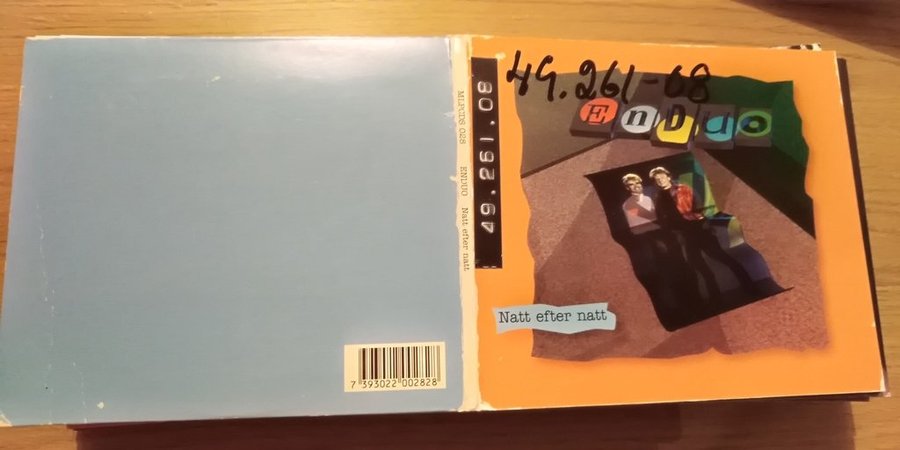 7 393022 002828
MLPCDS 028 ENDUO Natt efter natt
49.261.08
49.261-08
EnDuo
Natt efter natt